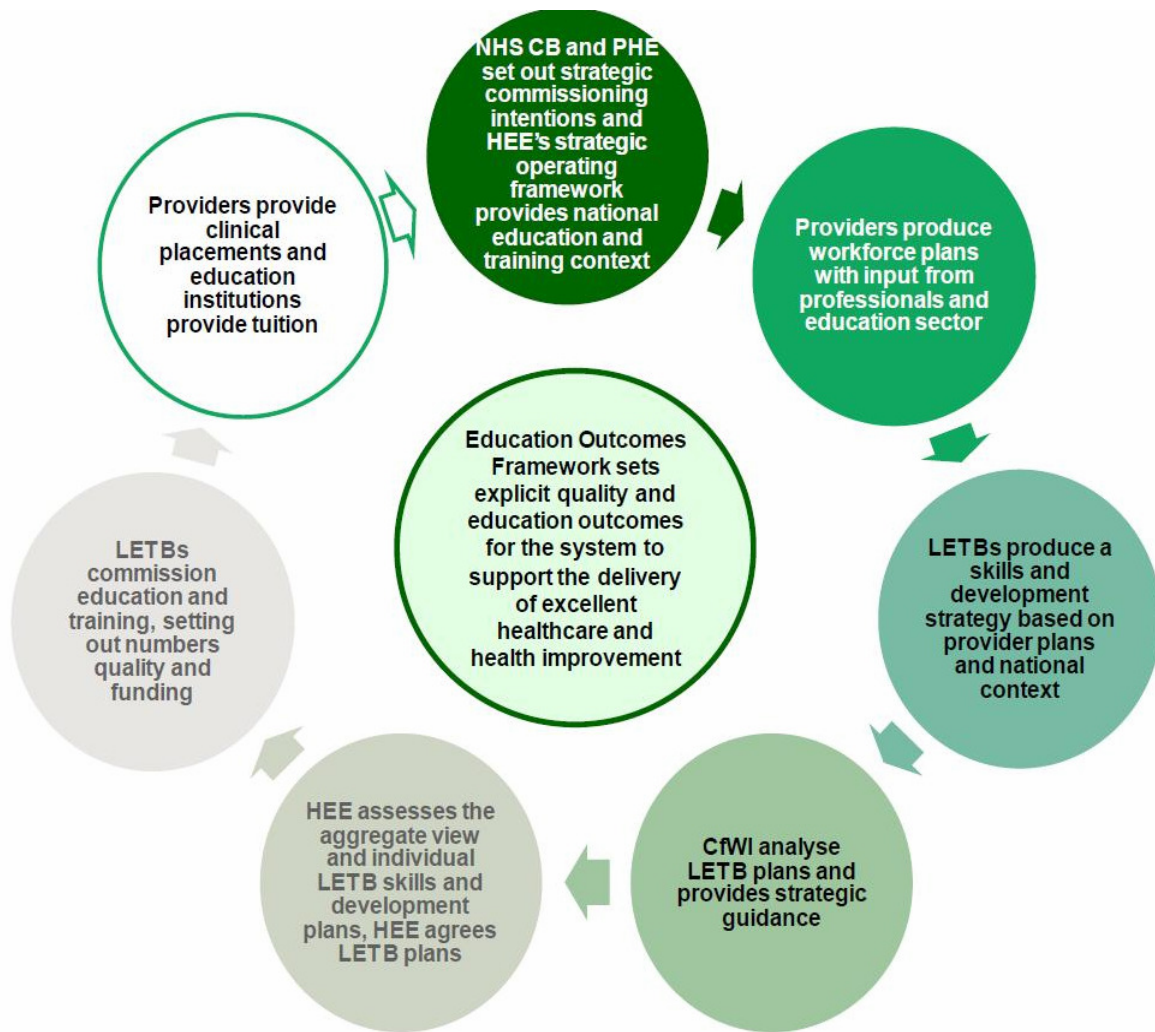 NHS CB and PHE
set out strategic
commissioning
intentions and
HEE's strategic
operating
framework
provides national
education and
training context
Providers produce
workforce plans
with input from
professionals and
education sector
LETBs produce a
skills and
development
strategy based on
provider plans
and national
context
CfWI analyse
LETB plans and
provides strategic
guidance
HEE assesses the
aggregate view
and individual
LETB skills and
development
plans, HEE agrees
LETB plans
LETBs
commission
education and
training, setting
out numbers
quality and
funding
Providers provide
clinical
placements and
education
institutions
provide tuition
Education Outcomes
Framework sets
explicit quality and
education outcomes
for the system to
support the delivery
of excellent
healthcare and
health improvement